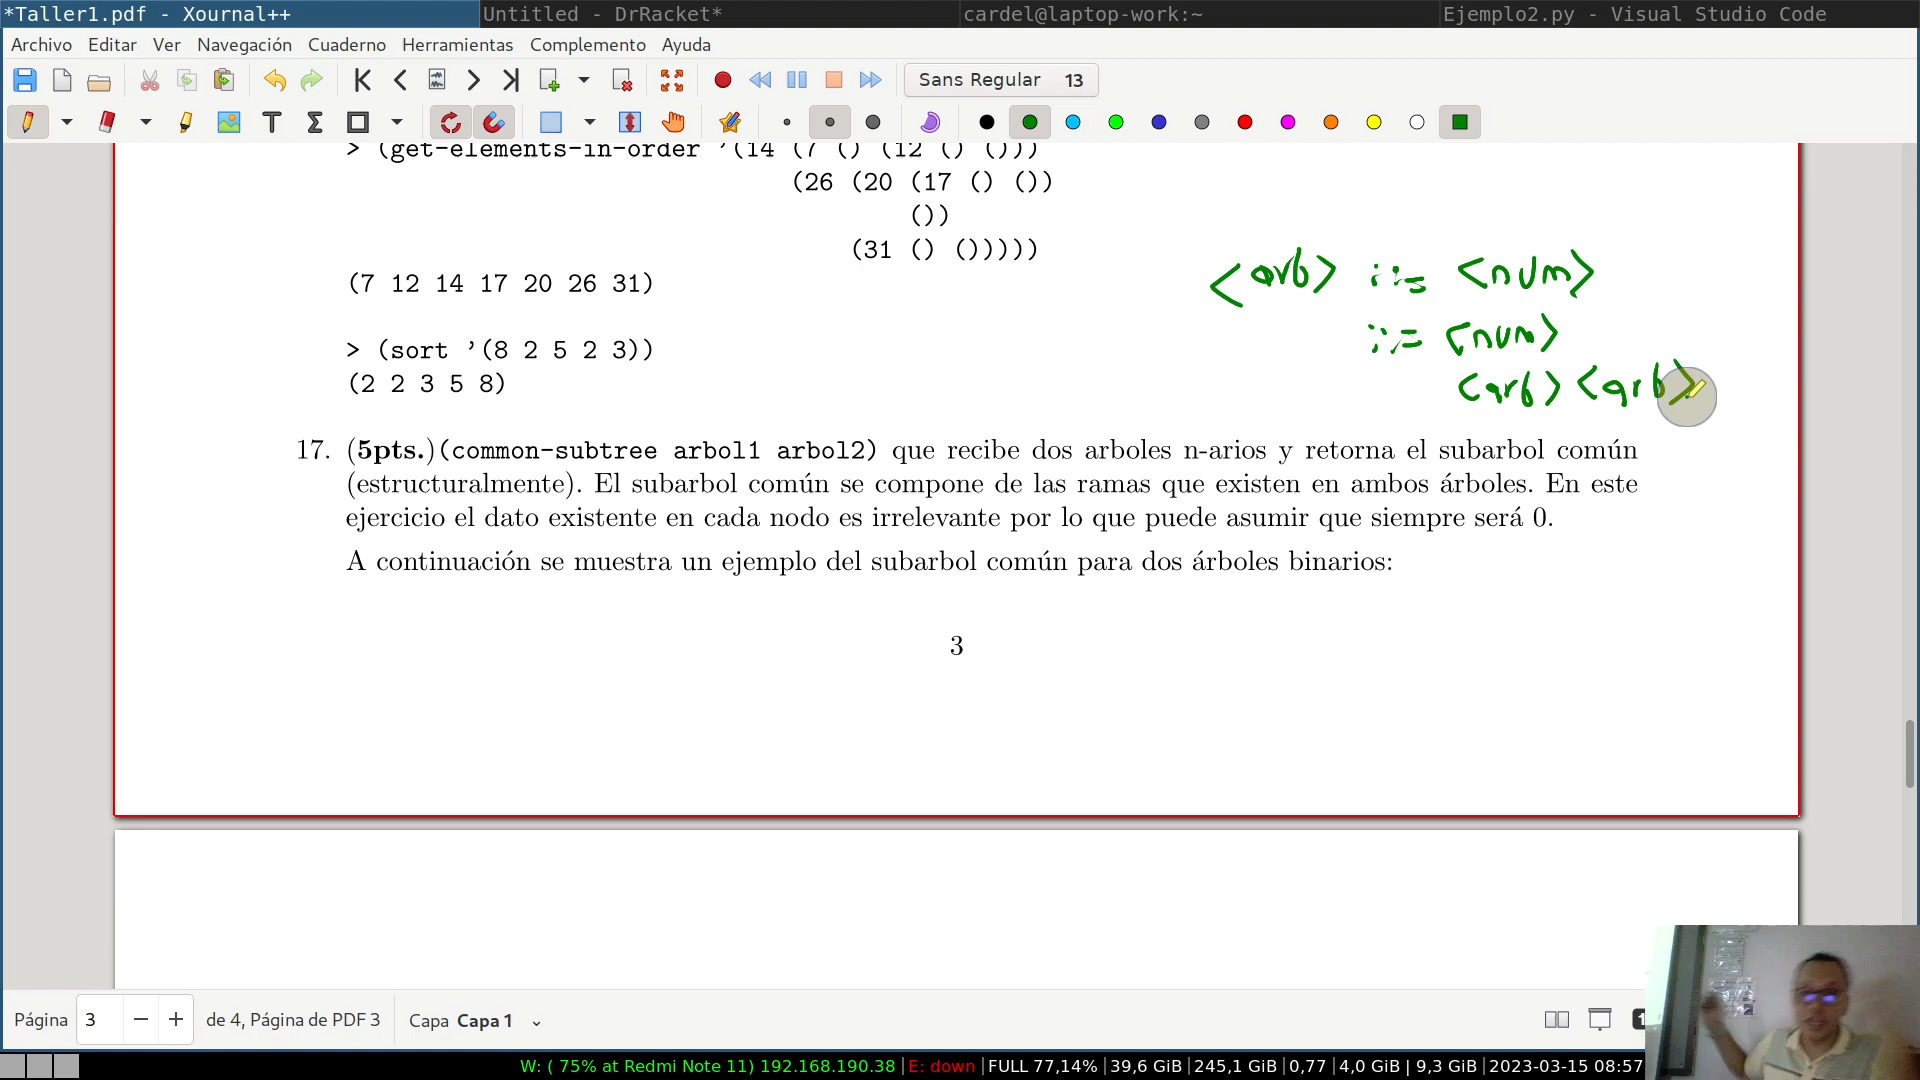 *Taller1.pdf - Xournal++ Untitled - DrRacket* cardel@laptop-work:~ Ejemplo2.py - Visual Studio Code
Archivo Editar Ver Navegación Cuaderno Herramientas Complemento Ayuda
Sans Regular 13
> (get-elements-in-order '(14 (7 () (12 () ()))
(26 (20 (17 () ())
())
(31 () ()))))
(7 12 14 17 20 26 31)
> (sort '(8 2 5 2 3))
(2 2 3 5 8)
<arb> ::= <num>
::= <num>
<arb> <arb>
17. (5pts.)(common-subtree arbol1 arbol2) que recibe dos arboles n-arios y retorna el subarbol común
(estructuralmente). El subarbol común se compone de las ramas que existen en ambos árboles. En este
ejercicio el dato existente en cada nodo es irrelevante por lo que puede asumir que siempre será 0.
A continuación se muestra un ejemplo del subarbol común para dos árboles binarios:
3
Página 3 de 4, Página de PDF 3 Capa Capa 1
W: ( 75% at Redmi Note 11) 192.168.190.38 |E: down |FULL 77,14% |39,6 GiB |245,1 GiB |0,77 |4,0 GiB | 9,3 GiB |2023-03-15 08:57